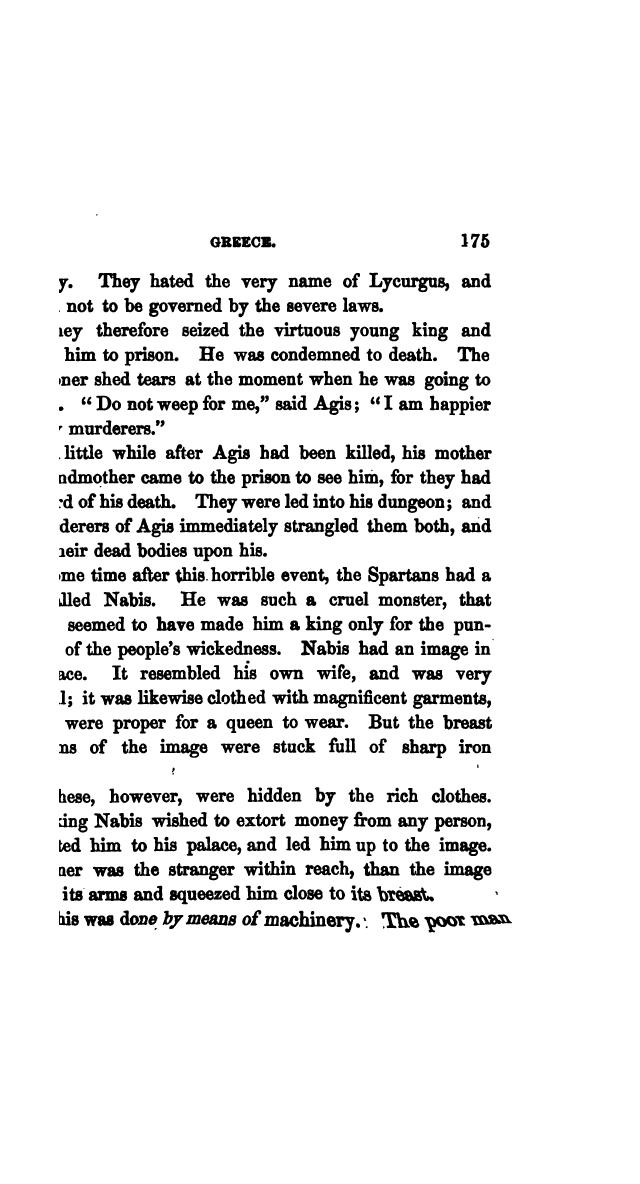 GREECE. 175
y. They hated the very name of Lycurgus, and
not to be governed by the severe laws.
ey therefore seized the virtuous young king and
him to prison. He was condemned to death. The
ner shed tears at the moment when he was going to
. "Do not weep for me," said Agis; "I am happier
murderers."
little while after Agis had been killed, his mother
ndmother came to the prison to see him, for they had
d of his death. They were led into his dungeon; and
derers of Agis immediately strangled them both, and
eir dead bodies upon his.
me time after this horrible event, the Spartans had a
lled Nabis. He was such a cruel monster, that
seemed to have made him a king only for the pun-
of the people's wickedness. Nabis had an image in
ace. It resembled his own wife, and was very
l; it was likewise clothed with magnificent garments,
were proper for a queen to wear. But the breast
ns of the image were stuck full of sharp iron
hese, however, were hidden by the rich clothes.
ing Nabis wished to extort money from any person,
ted him to his palace, and led him up to the image.
ner was the stranger within reach, than the image
its arms and squeezed him close to its breast.
his was done by means of machinery. The poor man